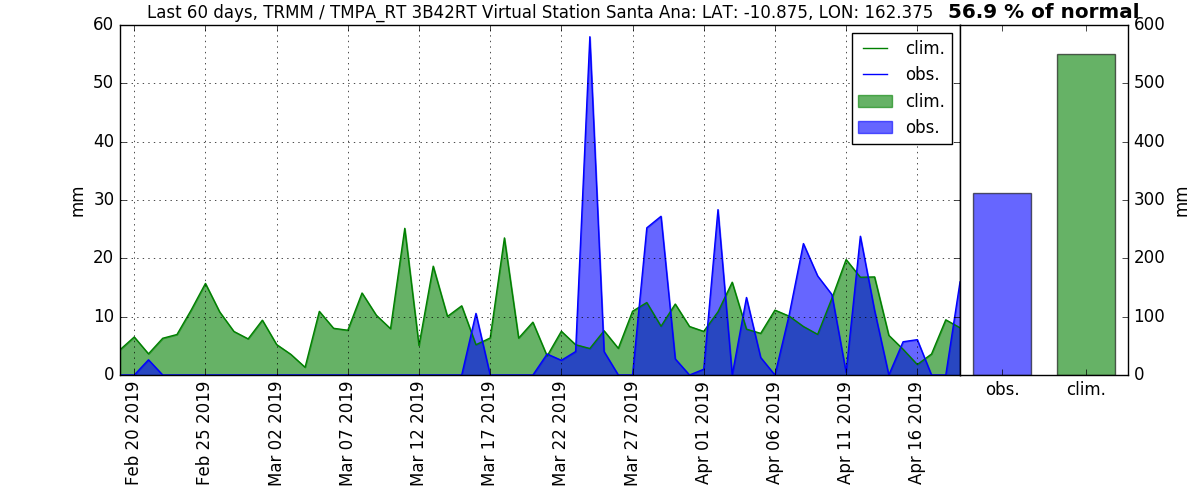 Last 60 days, TRMM / TMPA_RT 3B42RT Virtual Station Santa Ana: LAT: -10.875, LON: 162.375
56.9 % of normal
60
50
40
30
20
10
0
mm
clim.
obs.
clim.
obs.
600
500
400
300
200
100
0
mm
Feb 20 2019
Feb 25 2019
Mar 02 2019
Mar 07 2019
Mar 12 2019
Mar 17 2019
Mar 22 2019
Mar 27 2019
Apr 01 2019
Apr 06 2019
Apr 11 2019
Apr 16 2019
obs.
clim.